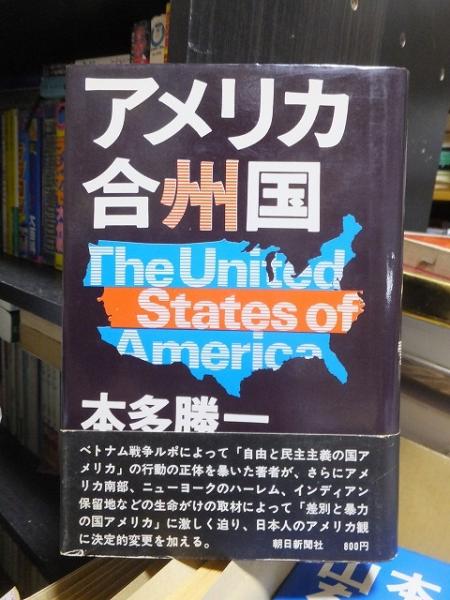 アメリカ
合州国
The United
States of
America
本多勝一
ベトナム戦争ルポによって「自由と民主主義の国ア
メリカ」の行動の正体を暴いた著者が、さらにアメ
リカ南部、ニューヨークのハーレム、インディアン
保留地などの生命がけの取材によって「差別と暴力
の国アメリカ」に激しく迫り、日本人のアメリカ観
に決定的変更を加える。
朝日新聞社 800円
本